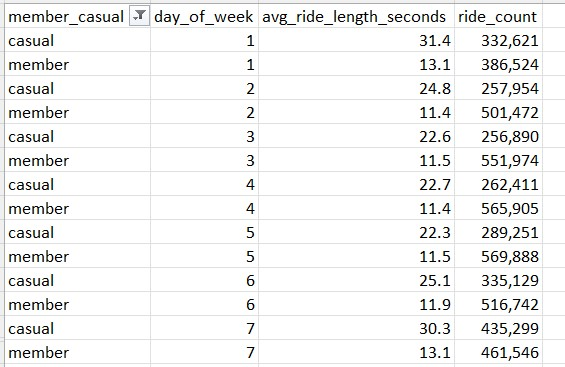 member_casual day_of_week avg_ride_length_seconds ride_count
casual 1 31.4 332,621
member 1 13.1 386,524
casual 2 24.8 257,954
member 2 11.4 501,472
casual 3 22.6 256,890
member 3 11.5 551,974
casual 4 22.7 262,411
member 4 11.4 565,905
casual 5 22.3 289,251
member 5 11.5 569,888
casual 6 25.1 335,129
member 6 11.9 516,742
casual 7 30.3 435,299
member 7 13.1 461,546